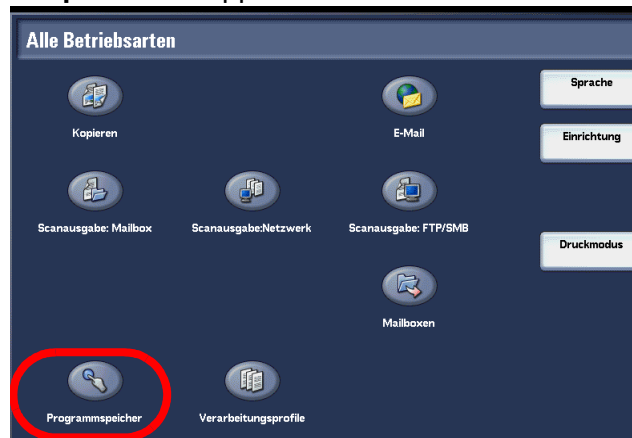 Alle Betriebsarten
Sprache
Kopieren
E-Mail
Einrichtung
Scanausgabe: Mailbox
Scanausgabe:Netzwerk
Scanausgabe: FTP/SMB
Druckmodus
Mailboxen
Programmspeicher
Verarbeitungsprofile